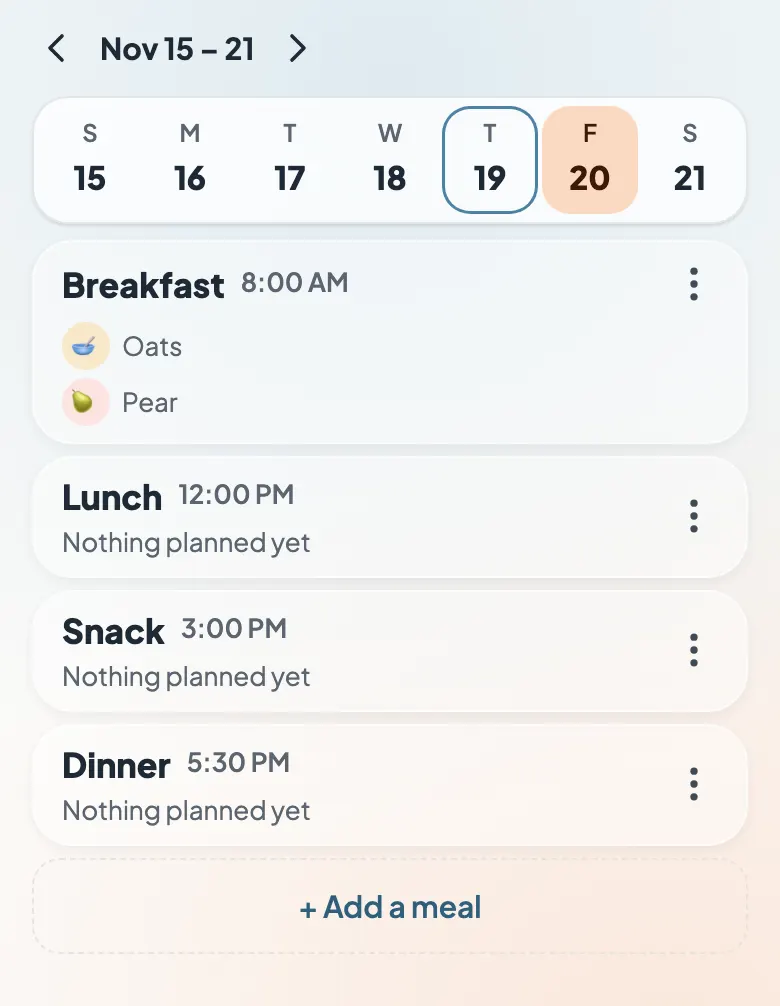 Nov 15 – 21
S M T W T F S
15 16 17 18 19 20 21
Breakfast 8:00 AM
Oats
Pear
Lunch 12:00 PM
Nothing planned yet
Snack 3:00 PM
Nothing planned yet
Dinner 5:30 PM
Nothing planned yet
+ Add a meal